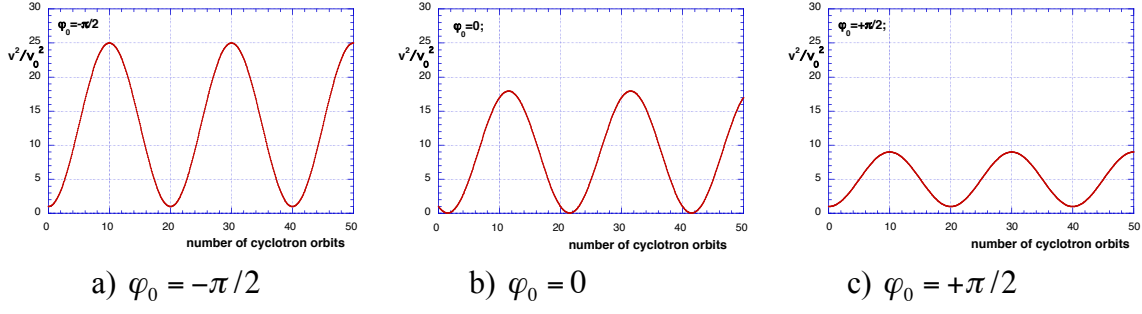 30
25
20
15
10
5
0
φ₀=-π/2
v²/v₀²
0 10 20 30 40 50
number of cyclotron orbits
a) φ₀ = −π/2
30
25
20
15
10
5
0
φ₀=0;
v²/v₀²
0 10 20 30 40 50
number of cyclotron orbits
b) φ₀ = 0
30
25
20
15
10
5
0
φ₀=+π/2;
v²/v₀²
0 10 20 30 40 50
number of cyclotron orbits
c) φ₀ = +π/2